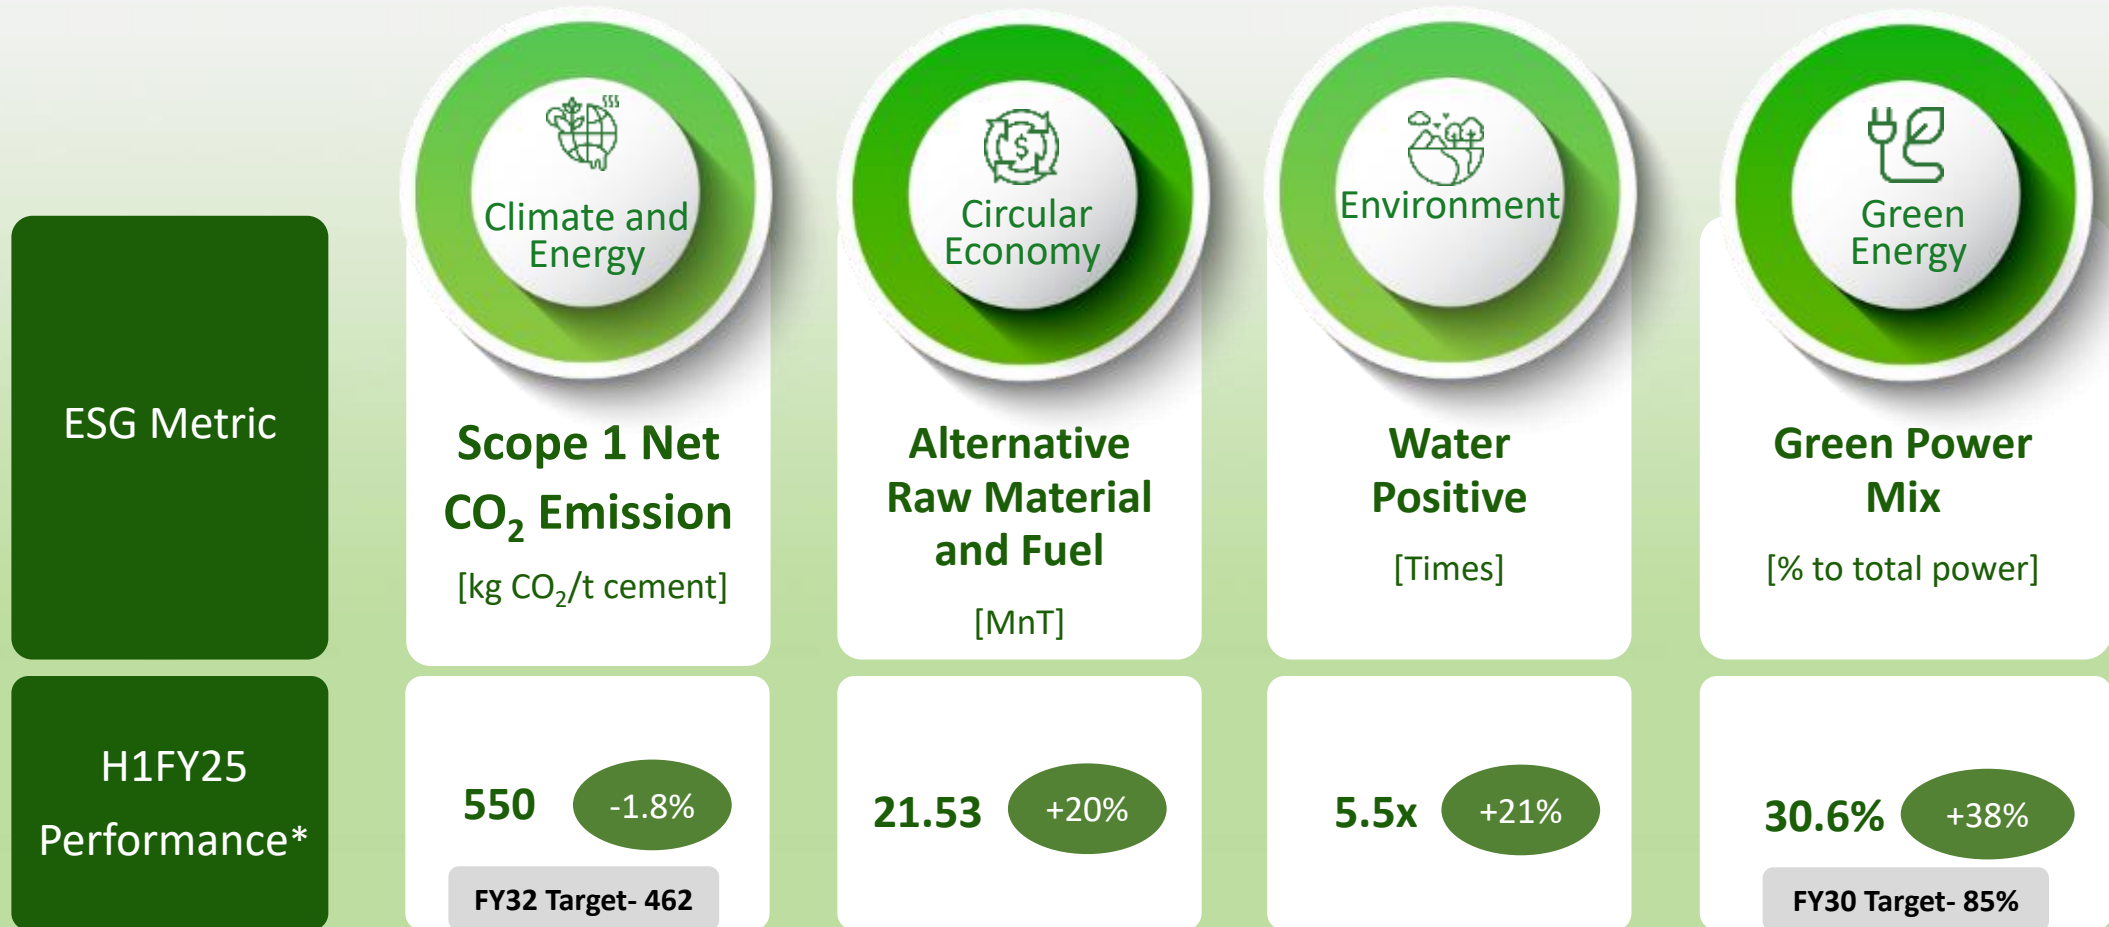 Climate and
Energy
Circular
Economy
Environment
Green
Energy
ESG Metric
Scope 1 Net
CO₂ Emission
[kg CO₂/t cement]
Alternative
Raw Material
and Fuel
[MnT]
Water
Positive
[Times]
Green Power
Mix
[% to total power]
H1FY25
Performance*
550 -1.8%
FY32 Target- 462
21.53 +20%
5.5x +21%
30.6% +38%
FY30 Target- 85%